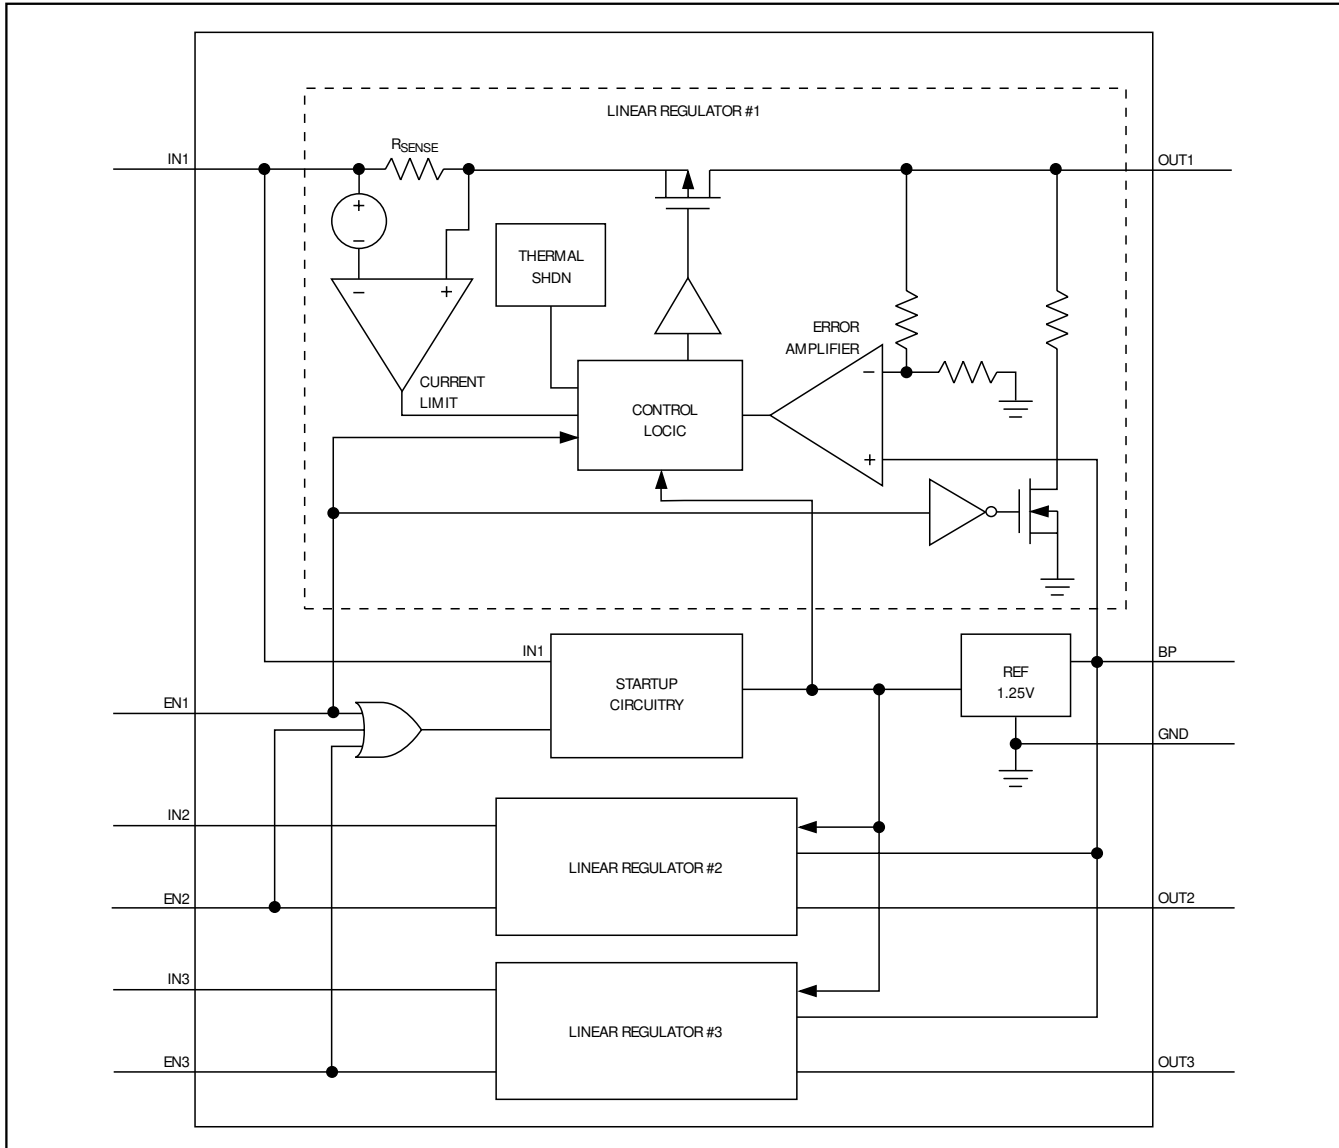 LINEAR REGULATOR #1
IN1
RSENSE
OUT1
+
−
− +
THERMAL
SHDN
ERROR
AMPLIFIER
−
CURRENT
LIMIT
CONTROL
LOCIC
+
IN1
STARTUP
CIRCUITRY
REF
1.25V
BP
EN1
GND
IN2
LINEAR REGULATOR #2
EN2
OUT2
IN3
LINEAR REGULATOR #3
EN3
OUT3